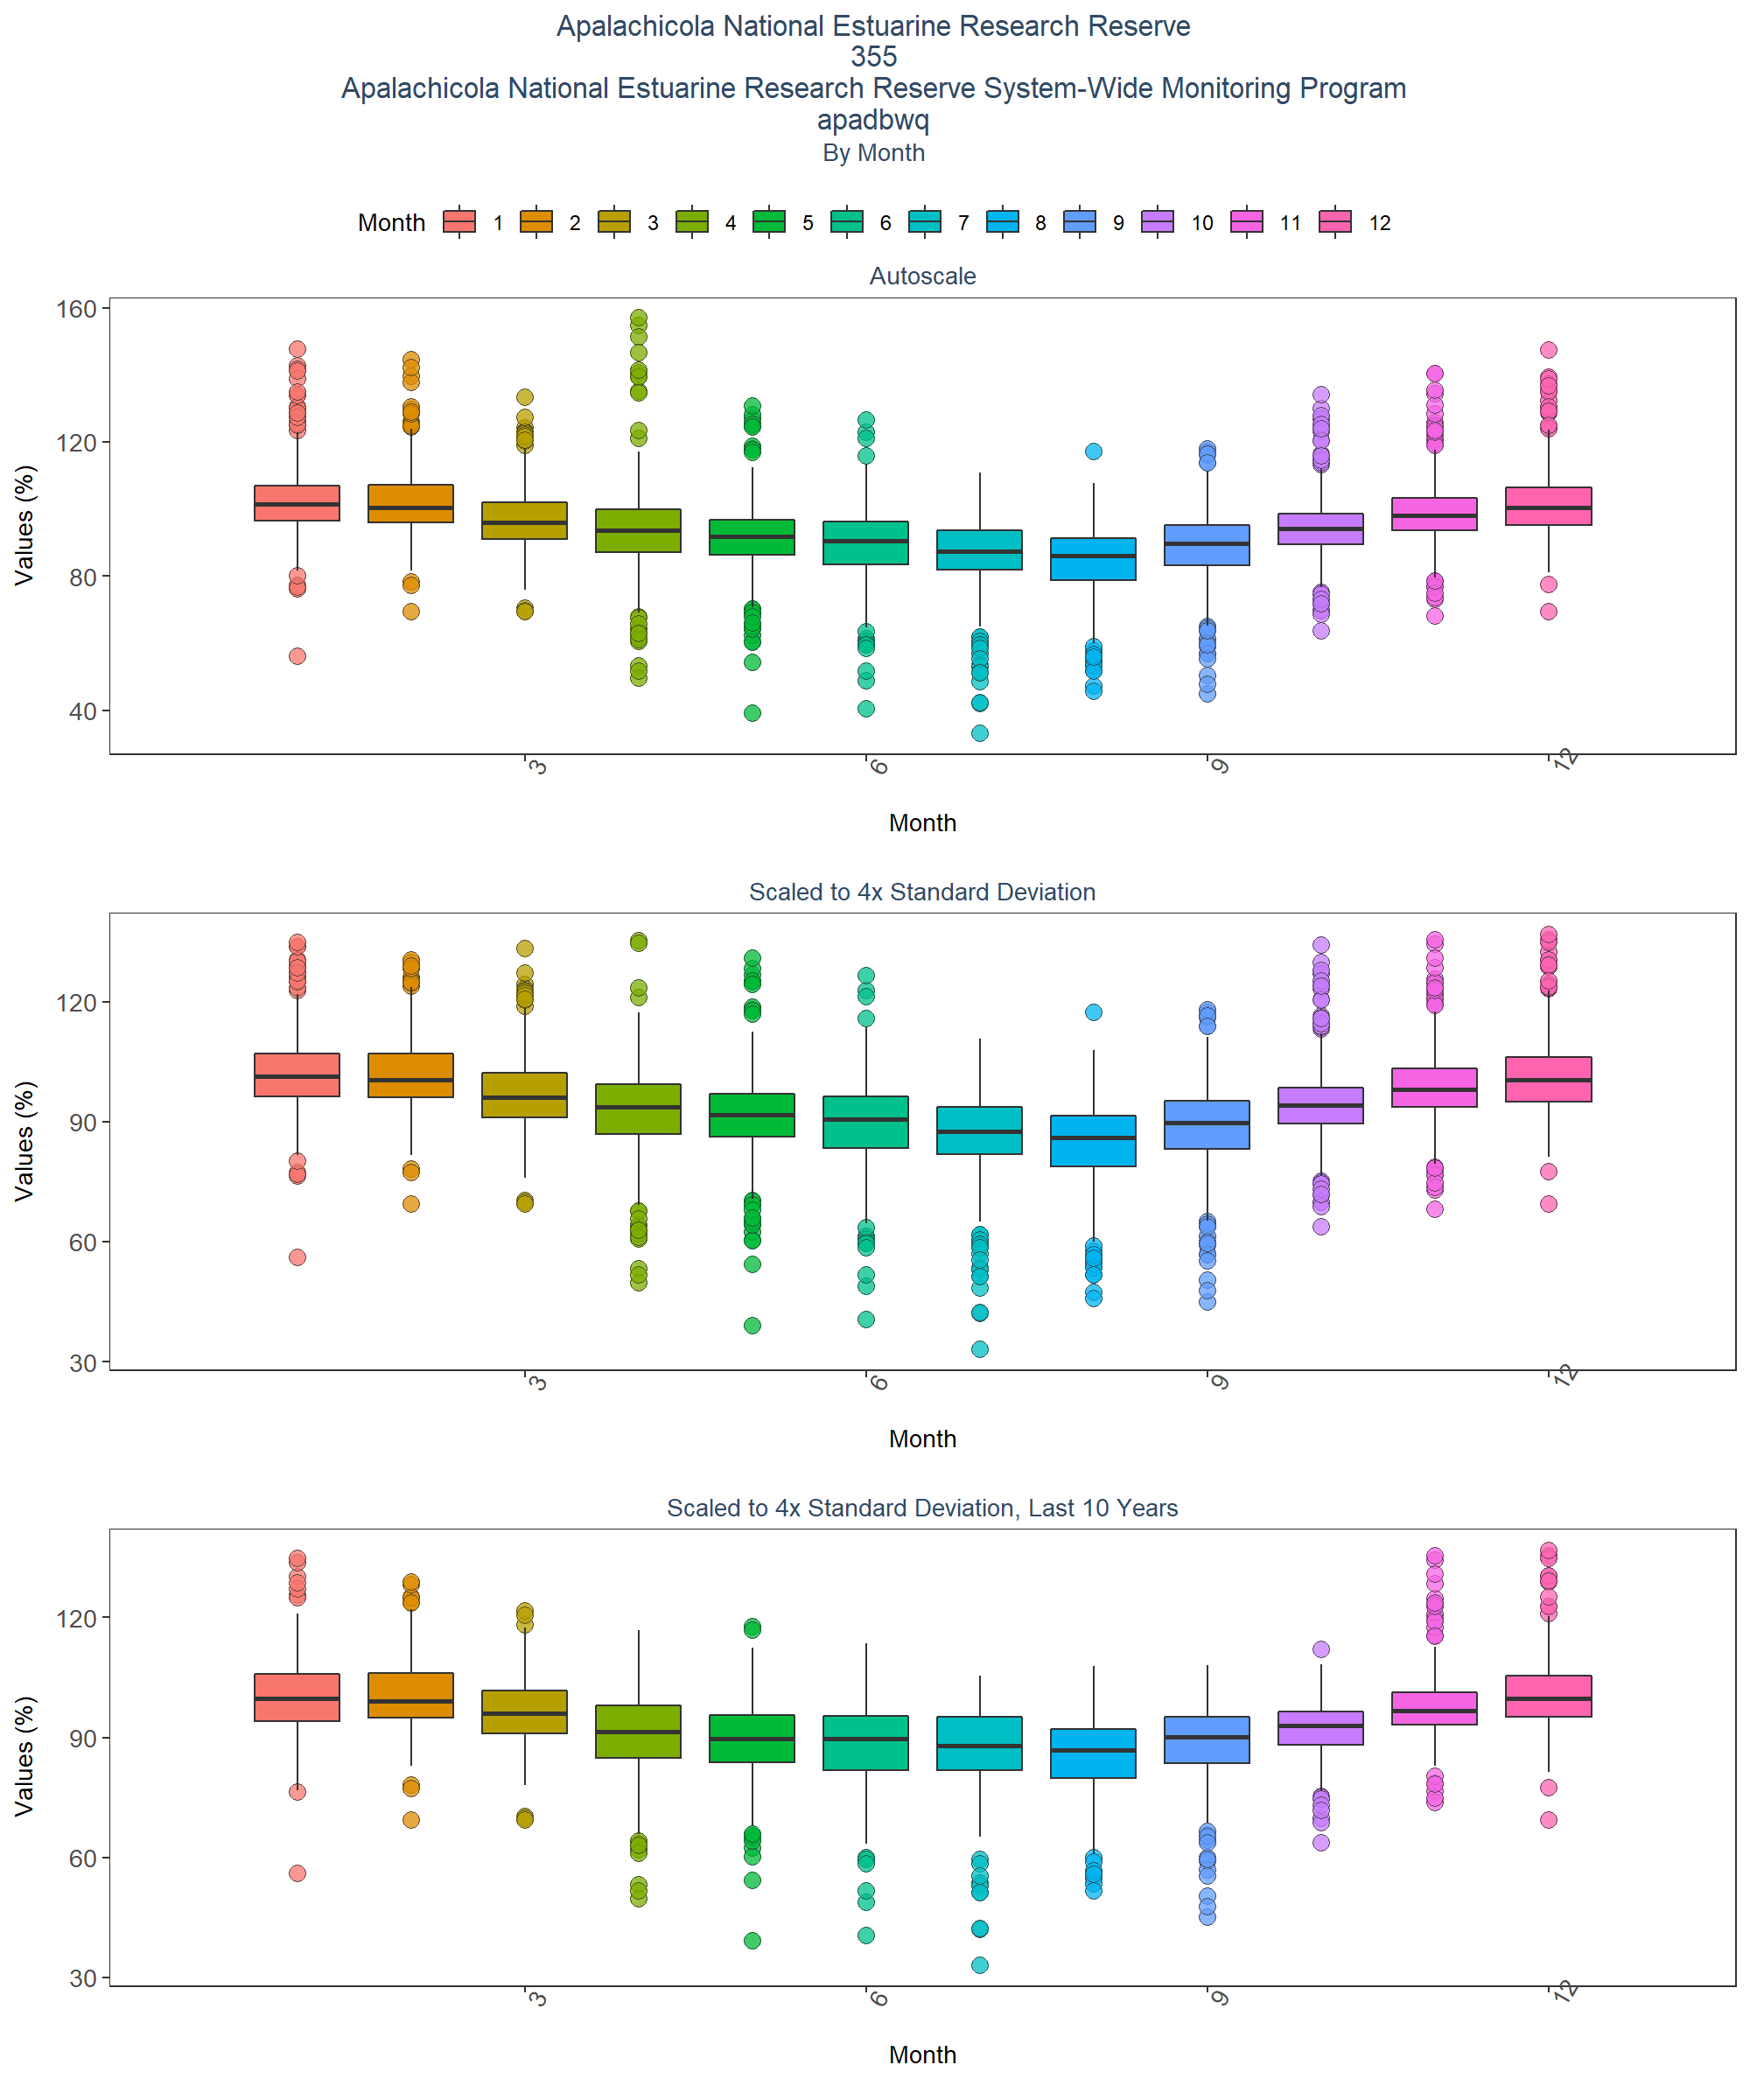 Apalachicola National Estuarine Research Reserve
355
Apalachicola National Estuarine Research Reserve System-Wide Monitoring Program
apadbwq
By Month
Month 1 2 3 4 5 6 7 8 9 10 11 12
Autoscale
Values (%)
160
120
80
40
3 6 9 12
Month
Scaled to 4x Standard Deviation
Values (%)
120
90
60
30
3 6 9 12
Month
Scaled to 4x Standard Deviation, Last 10 Years
Values (%)
120
90
60
30
3 6 9 12
Month